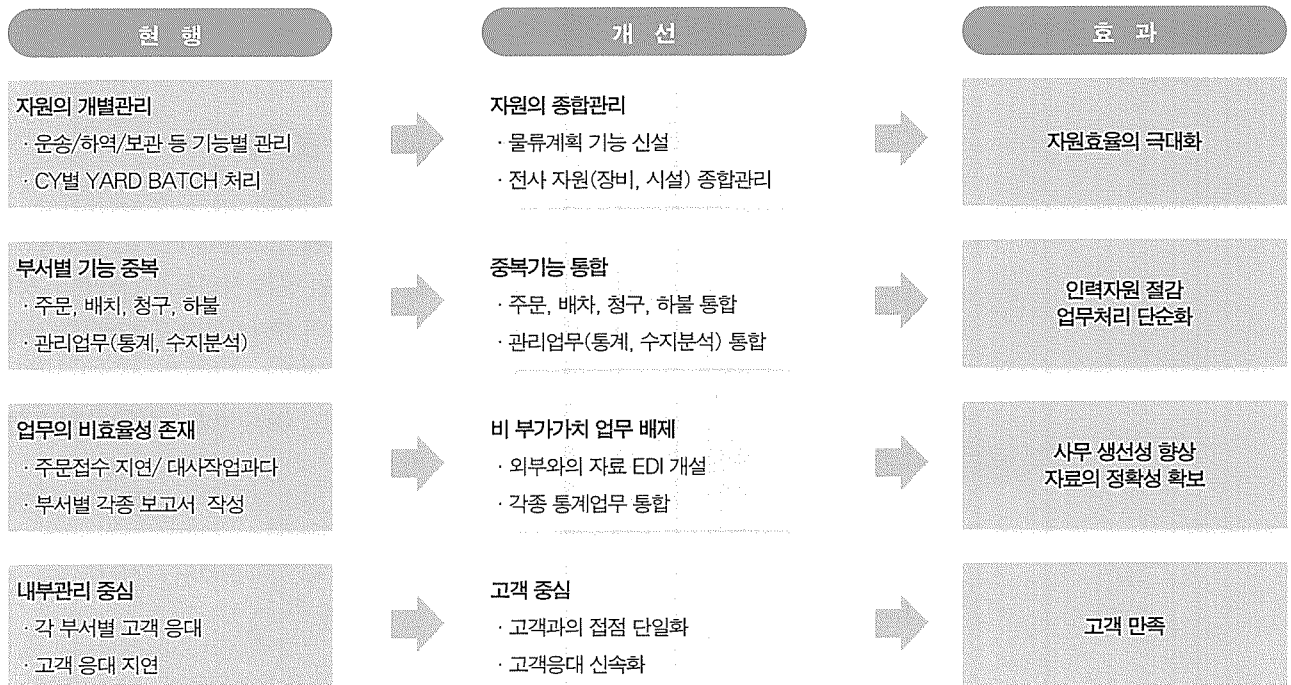 현 행
개 선
효 과
자원의 개별관리
· 운송/하역/보관 등 기능별 관리
· CY별 YARD BATCH 처리
자원의 종합관리
· 물류계획 기능 신설
· 전사 자원(장비, 시설) 종합관리
자원효율의 극대화
부서별 기능 중복
· 주문, 배치, 청구, 하불
· 관리업무(통계, 수지분석)
중복기능 통합
· 주문, 배차, 청구, 하불 통합
· 관리업무(통계, 수지분석) 통합
인력자원 절감
업무처리 단순화
업무의 비효율성 존재
· 주문접수 지연/ 대사작업과다
· 부서별 각종 보고서 작성
비 부가가치 업무 배제
· 외부와의 자료 EDI 개설
· 각종 통계업무 통합
사무 생선성 향상
자료의 정확성 확보
내부관리 중심
· 각 부서별 고객 응대
· 고객 응대 지연
고객 중심
· 고객과의 접점 단일화
· 고객응대 신속화
고객 만족